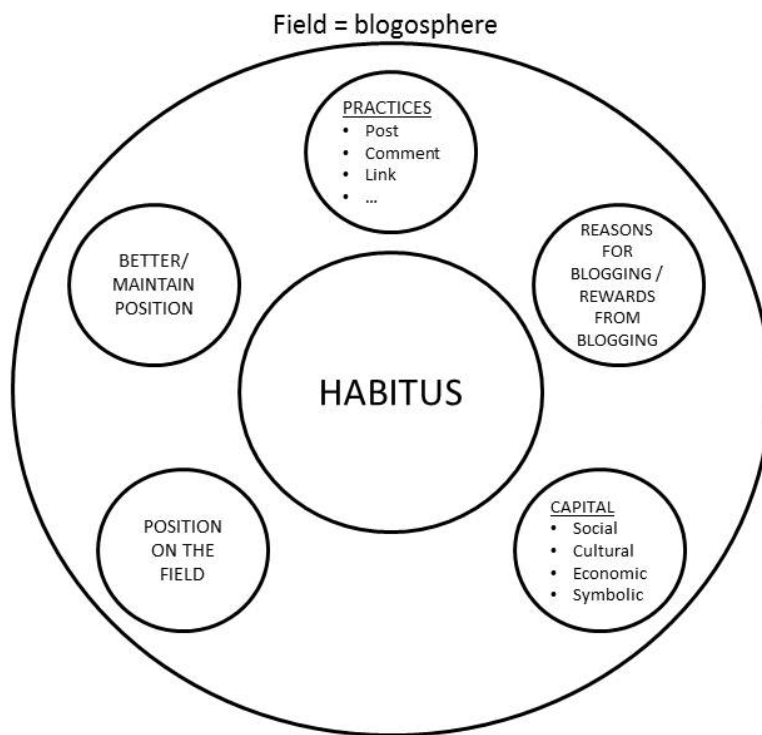 Field = blogosphere
PRACTICES
• Post
• Comment
• Link
• ...
BETTER/
MAINTAIN
POSITION
REASONS
FOR
BLOGGING /
REWARDS
FROM
BLOGGING
HABITUS
POSITION
ON THE
FIELD
CAPITAL
• Social
• Cultural
• Economic
• Symbolic